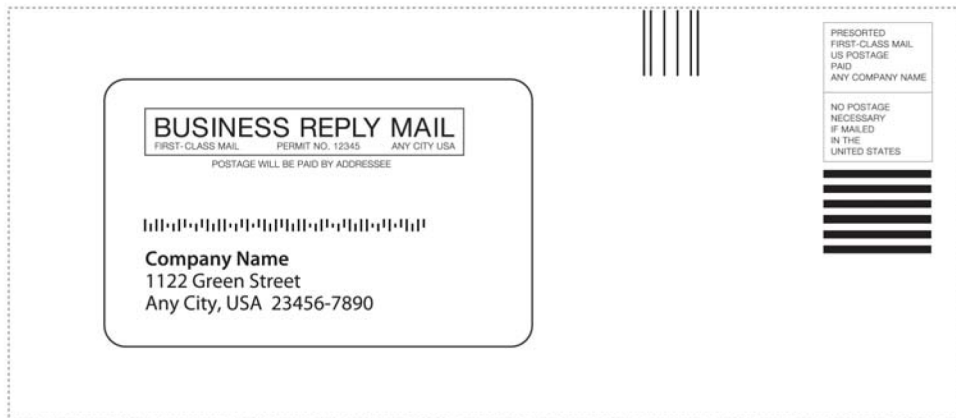 PRESORTED
FIRST-CLASS MAIL
US POSTAGE
PAID
ANY COMPANY NAME
NO POSTAGE
NECESSARY
IF MAILED
IN THE
UNITED STATES
BUSINESS REPLY MAIL
FIRST-CLASS MAIL PERMIT NO. 12345 ANY CITY USA
POSTAGE WILL BE PAID BY ADDRESSEE
Company Name
1122 Green Street
Any City, USA 23456-7890